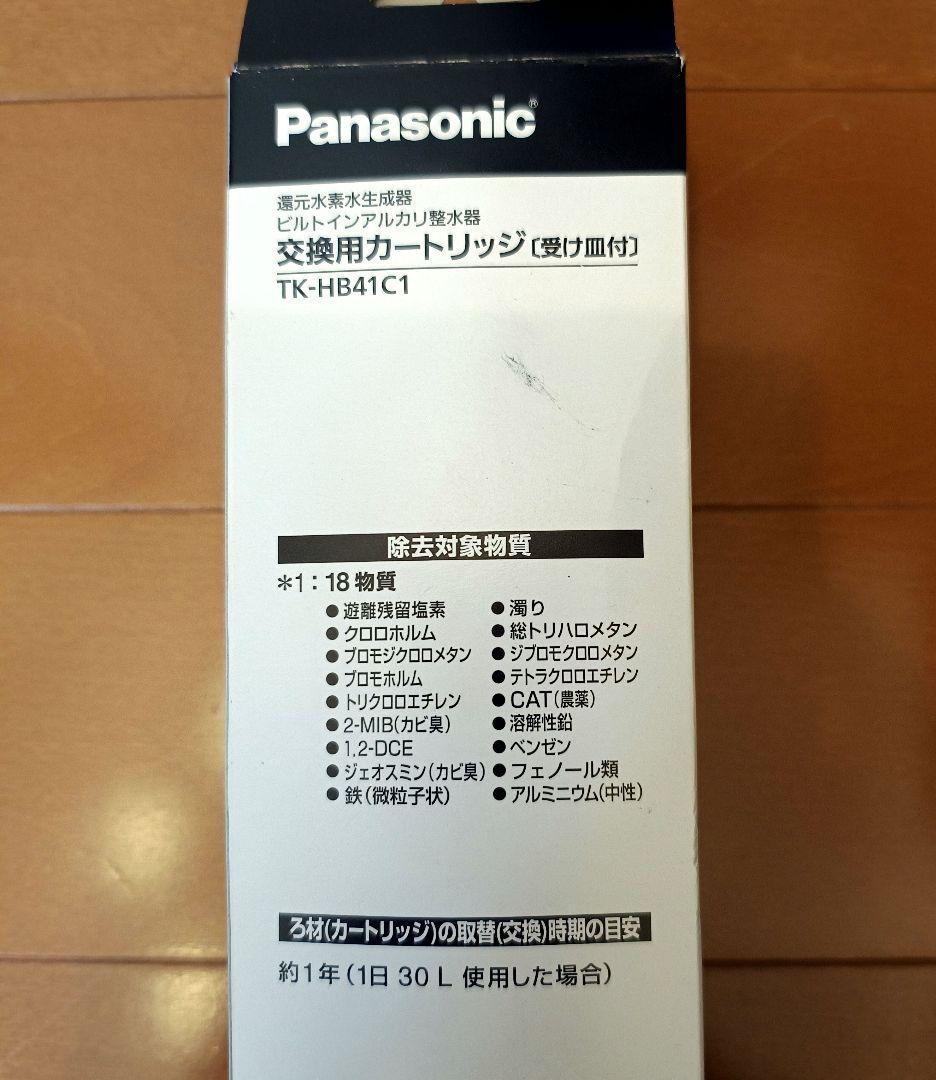 Panasonic®
還元水素水生成器
ビルトインアルカリ整水器
交換用カートリッジ〔受け皿付〕
TK-HB41C1
除去対象物質
*1:18物質
●遊離残留塩素
●クロロホルム
●ブロモジクロロメタン
●ブロモホルム
●トリクロロエチレン
●2-MIB(カビ臭)
●1,2-DCE
●ジェオスミン(カビ臭)
●鉄(微粒子状)
●濁り
●総トリハロメタン
●ジブロモクロロメタン
●テトラクロロエチレン
●CAT(農薬)
●溶解性鉛
●ベンゼン
●フェノール類
●アルミニウム(中性)
ろ材(カートリッジ)の取替(交換)時期の目安
約1年(1日 30 L 使用した場合)